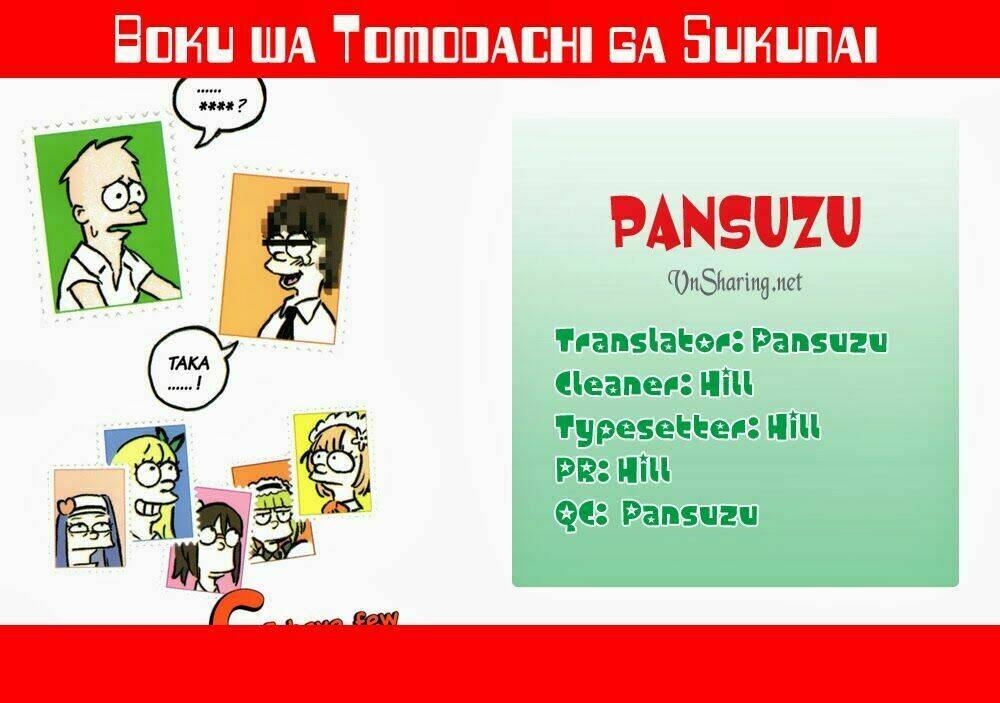 BOKU WA TOMODACHI GA SUKUNAI
......
****?
TAKA
......!
PANSUZU
VnSharing.net
Translator: Pansuzu
Cleaner: Hill
Typesetter: Hill
PR: Hill
QC: Pansuzu
have few